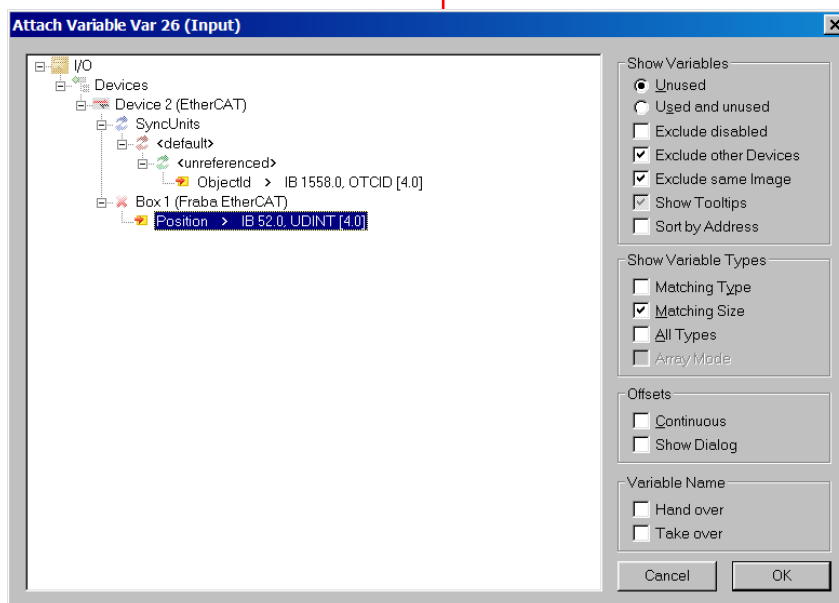 Attach Variable Var 26 (Input)
I/O
Devices
Device 2 (EtherCAT)
SyncUnits
<default>
<unreferenced>
ObjectId > IB 1558.0, OTCID [4.0]
Box 1 (Fraba EtherCAT)
Position > IB 52.0, UDINT [4.0]
Show Variables
Unused
Used and unused
Exclude disabled
Exclude other Devices
Exclude same Image
Show Tooltips
Sort by Address
Show Variable Types
Matching Type
Matching Size
All Types
Array Mode
Offsets
Continuous
Show Dialog
Variable Name
Hand over
Take over
Cancel
OK